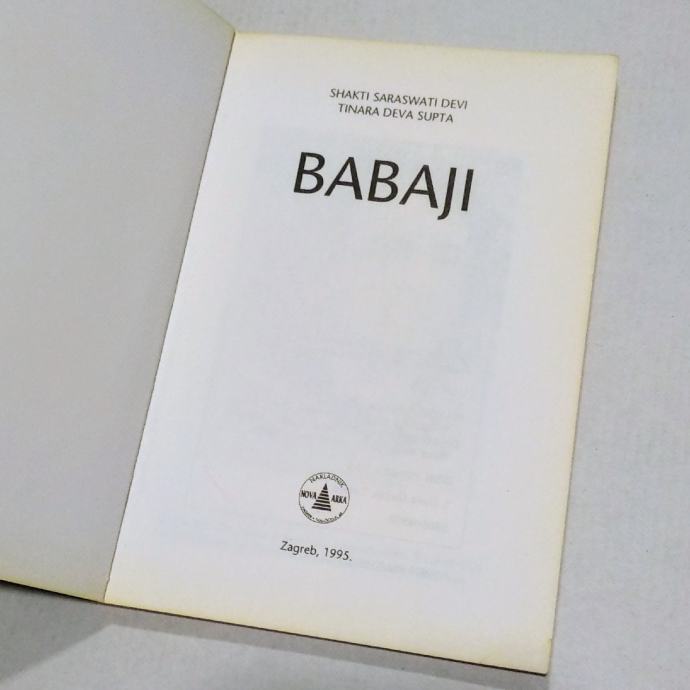 SHAKTI SARASWATI DEVI
TINARA DEVA SUPTA
BABAJI
NAKLADNIK
NOVA ARKA
Zagreb, 1995.